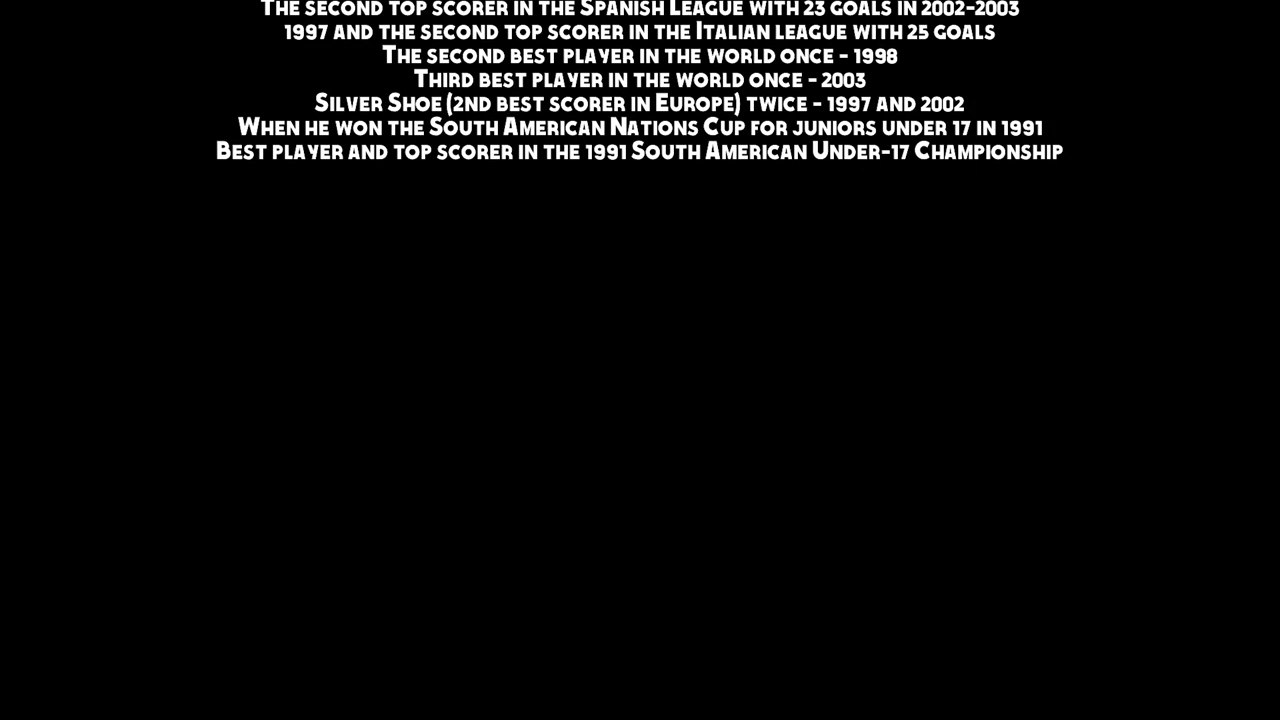 The second top scorer in the Spanish League with 23 goals in 2002-2003
1997 and the second top scorer in the Italian league with 25 goals
The second best player in the world once - 1998
Third best player in the world once - 2003
Silver Shoe (2nd best scorer in Europe) twice - 1997 and 2002
When he won the South American Nations Cup for juniors under 17 in 1991
Best player and top scorer in the 1991 South American Under-17 Championship